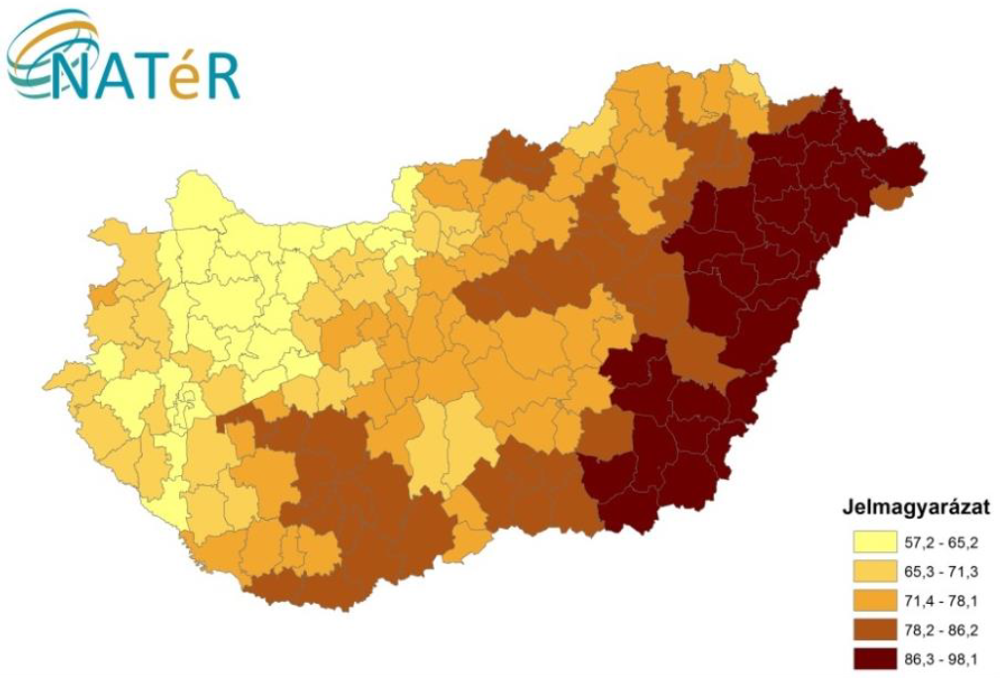 NATéR
Jelmagyarázat
57,2 - 65,2
65,3 - 71,3
71,4 - 78,1
78,2 - 86,2
86,3 - 98,1